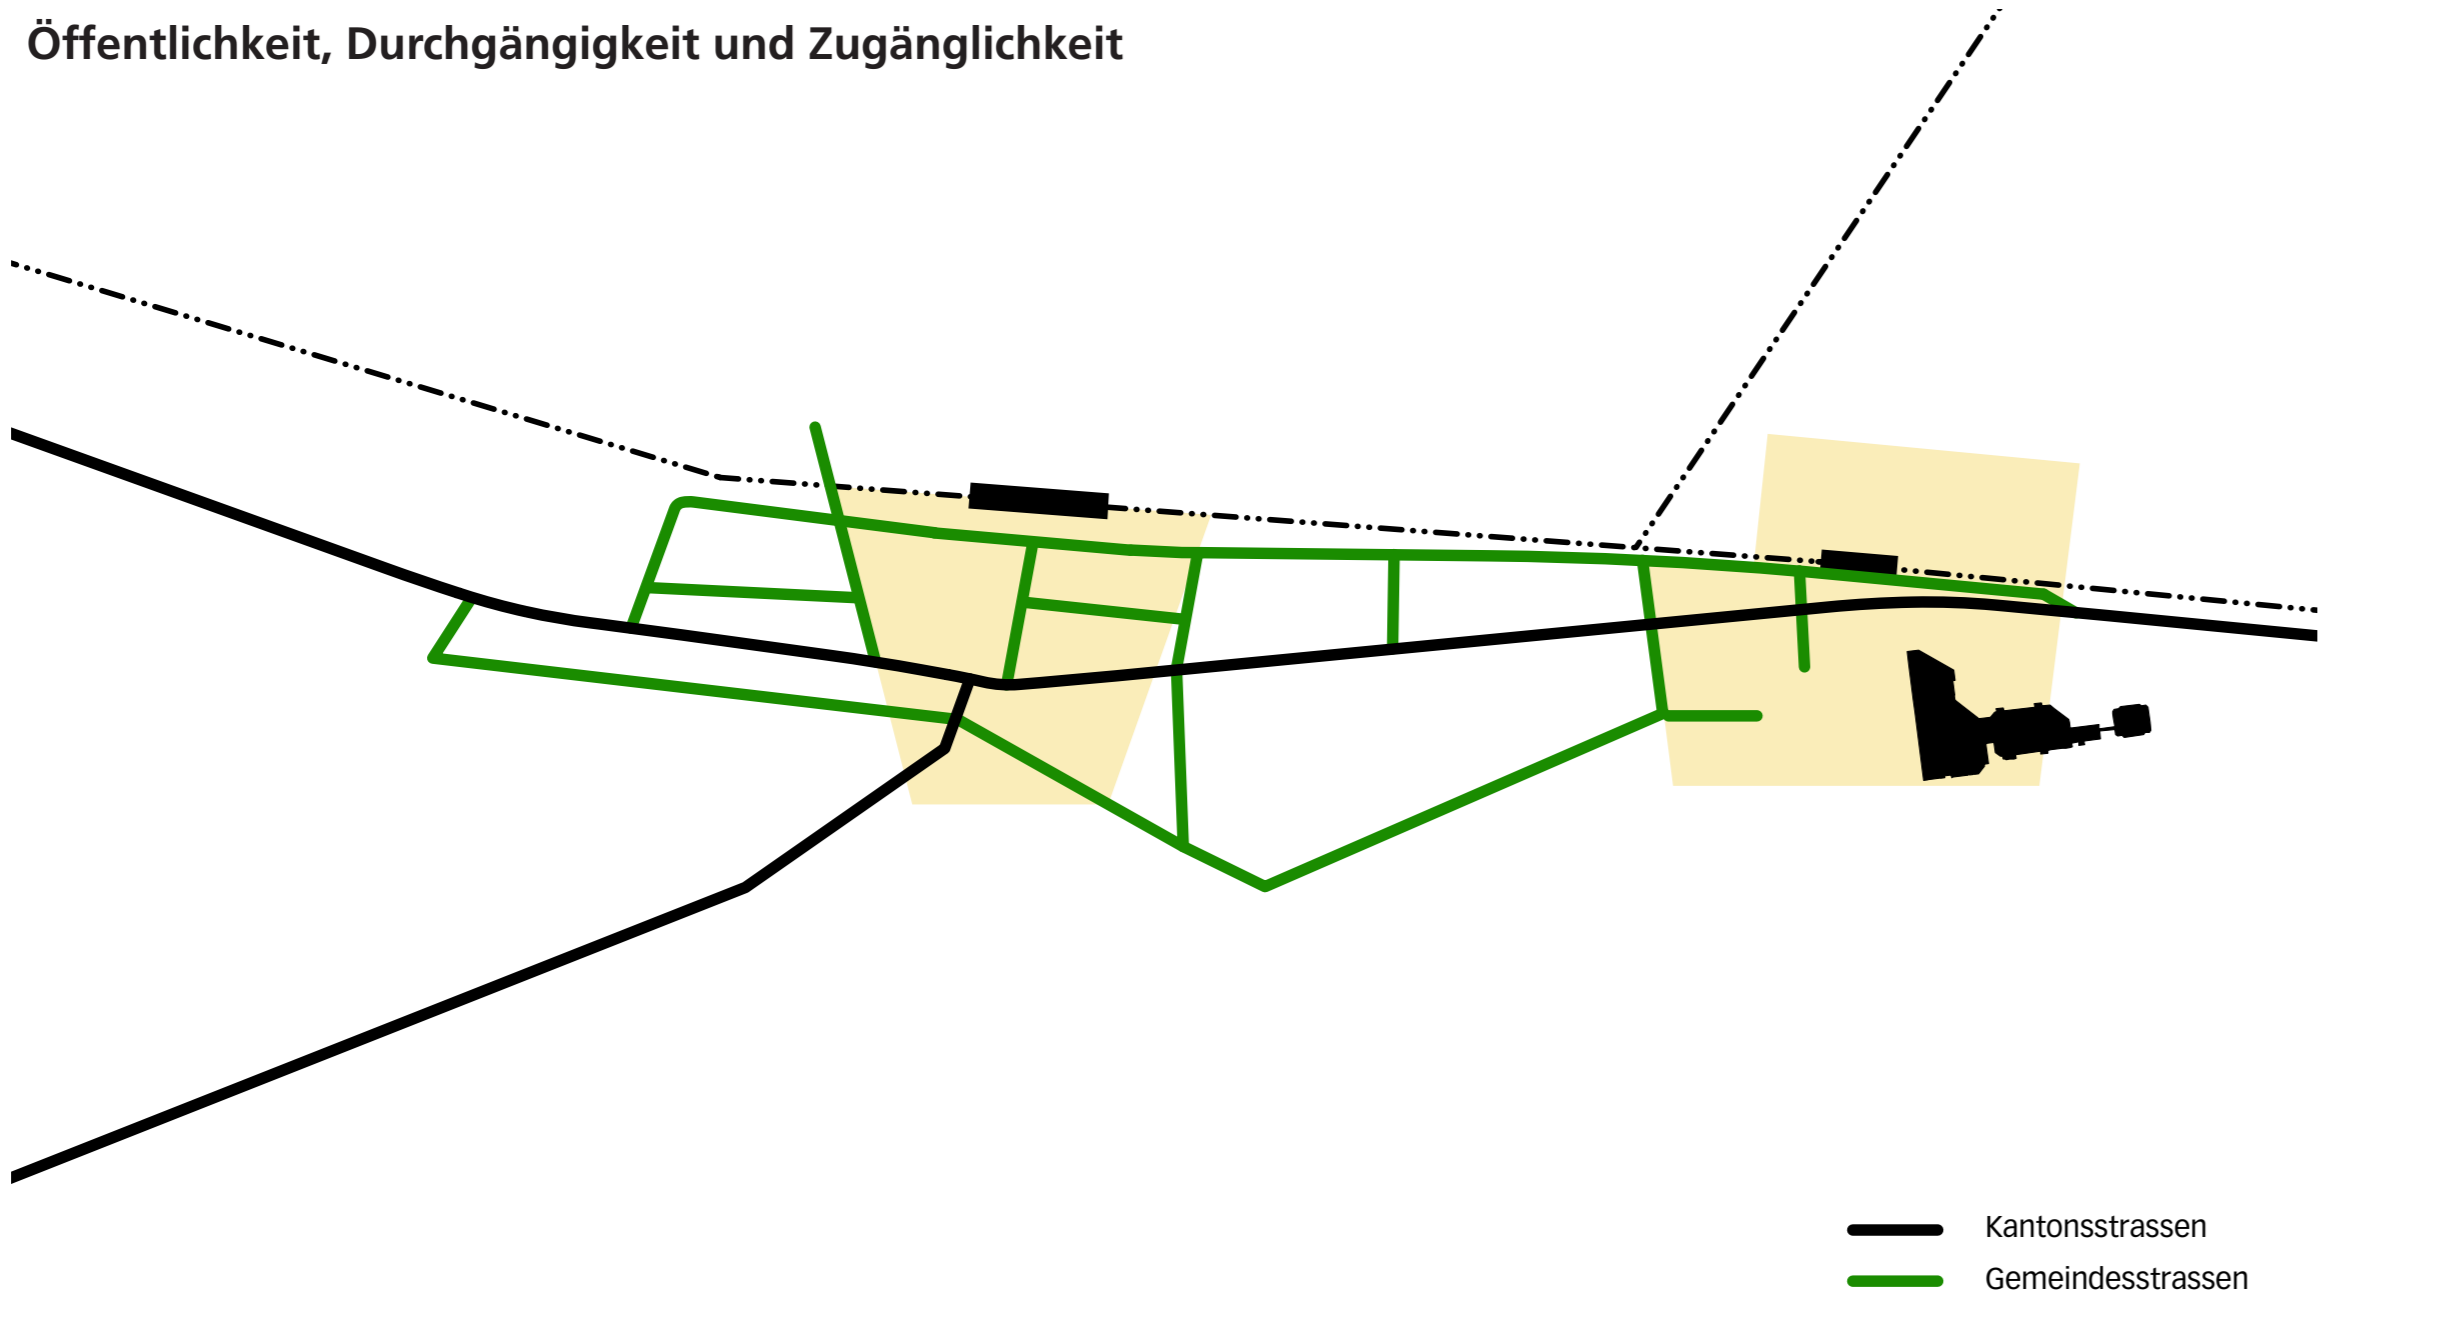 Öffentlichkeit, Durchgängigkeit und Zugänglichkeit
Kantonsstrassen
Gemeindesstrassen